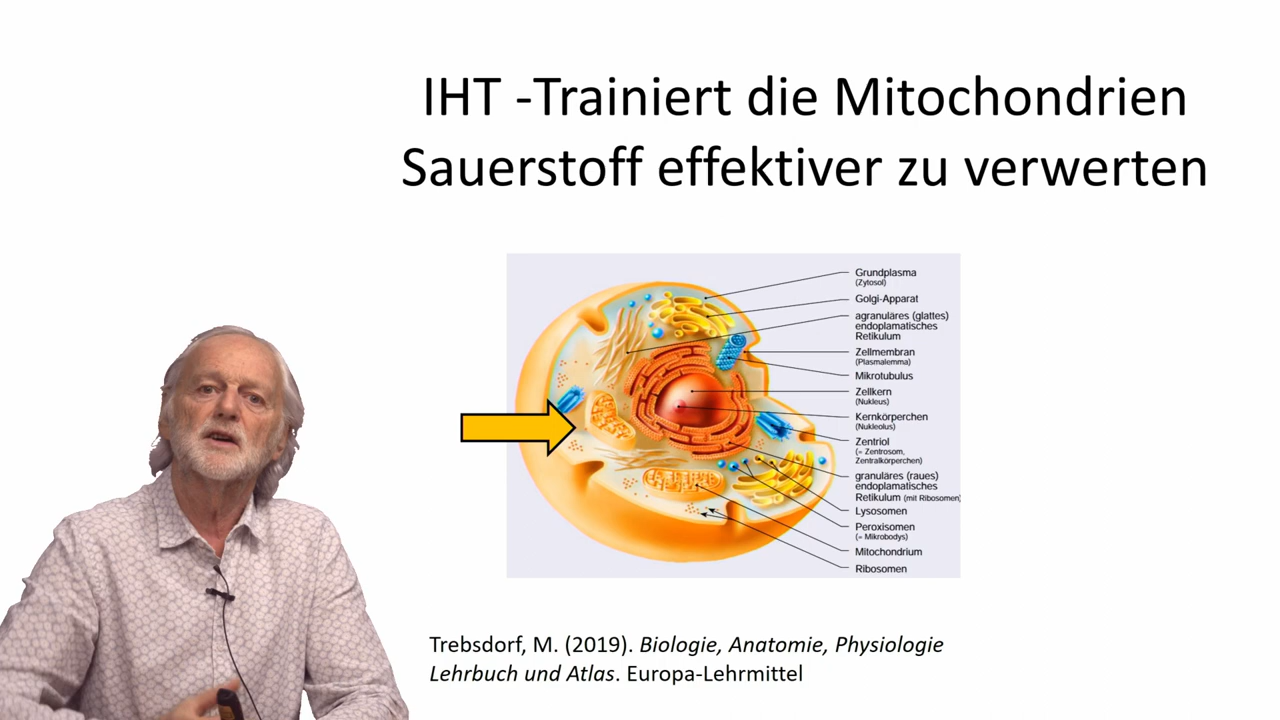 IHT -Trainiert die Mitochondrien
Sauerstoff effektiver zu verwerten
Grundplasma
(Zytosol)
Golgi-Apparat
agranuläres (glattes)
endoplamatisches
Retikulum
Zellmembran
(Plasmalemma)
Mikrotubulus
Zellkern
(Nukleus)
Kernkörperchen
(Nukleolus)
Zentriol
(= Zentrosom,
Zentralkörperchen)
granuläres (raues)
endoplamatisches
Retikulum (mit Ribosomen)
Lysosomen
Peroxisomen
(= Mikrobodys)
Mitochondrium
Ribosomen
Trebsdorf, M. (2019). Biologie, Anatomie, Physiologie
Lehrbuch und Atlas. Europa-Lehrmittel